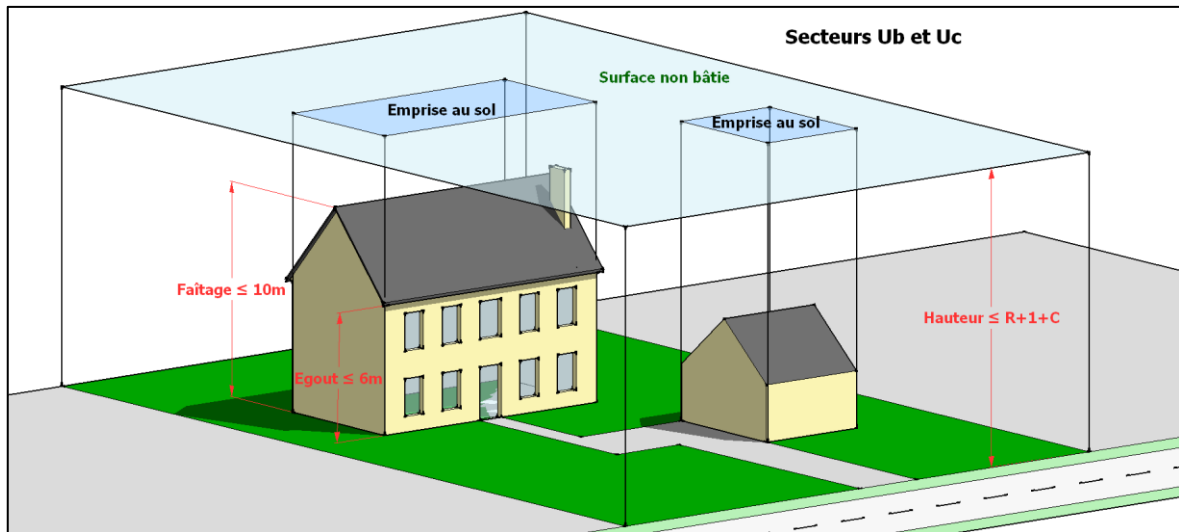 Secteurs Ub et Uc
Surface non bâtie
Emprise au sol
Emprise au sol
Faîtage ≤ 10m
Hauteur ≤ R+1+C
Egout ≤ 6m